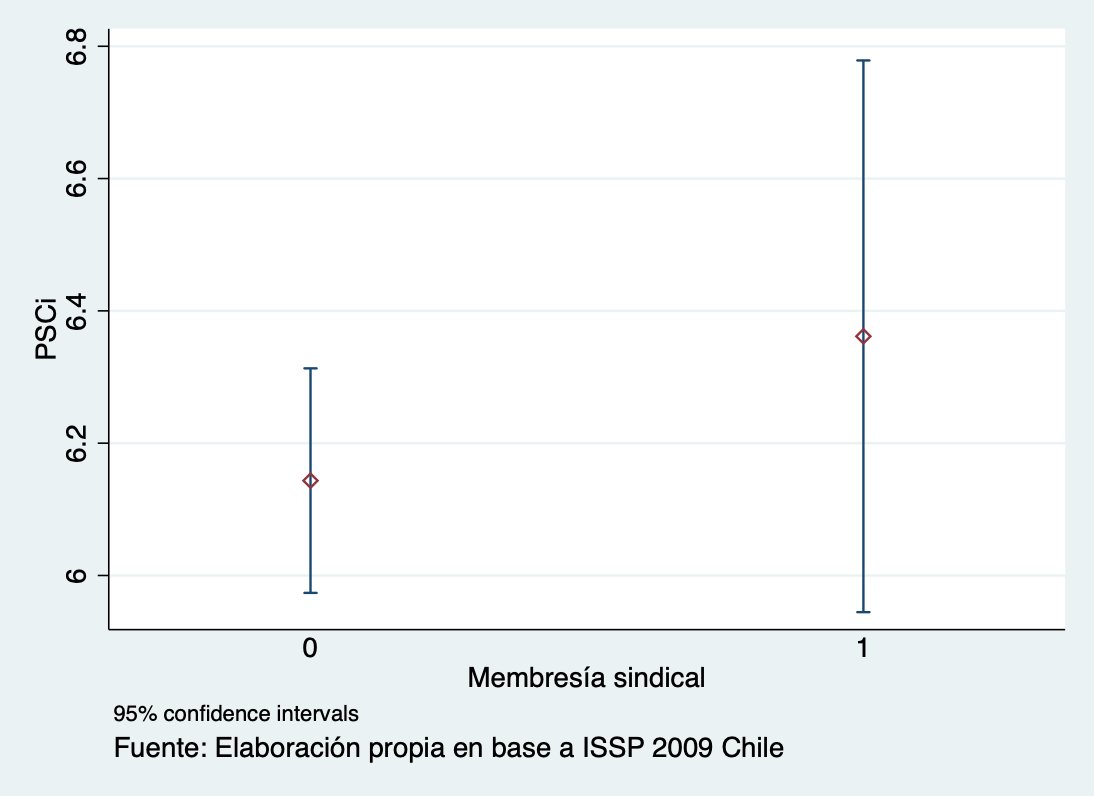 6.8
6.6
6.4
6.2
6
PSCi
0 1
Membresía sindical
95% confidence intervals
Fuente: Elaboración propia en base a ISSP 2009 Chile